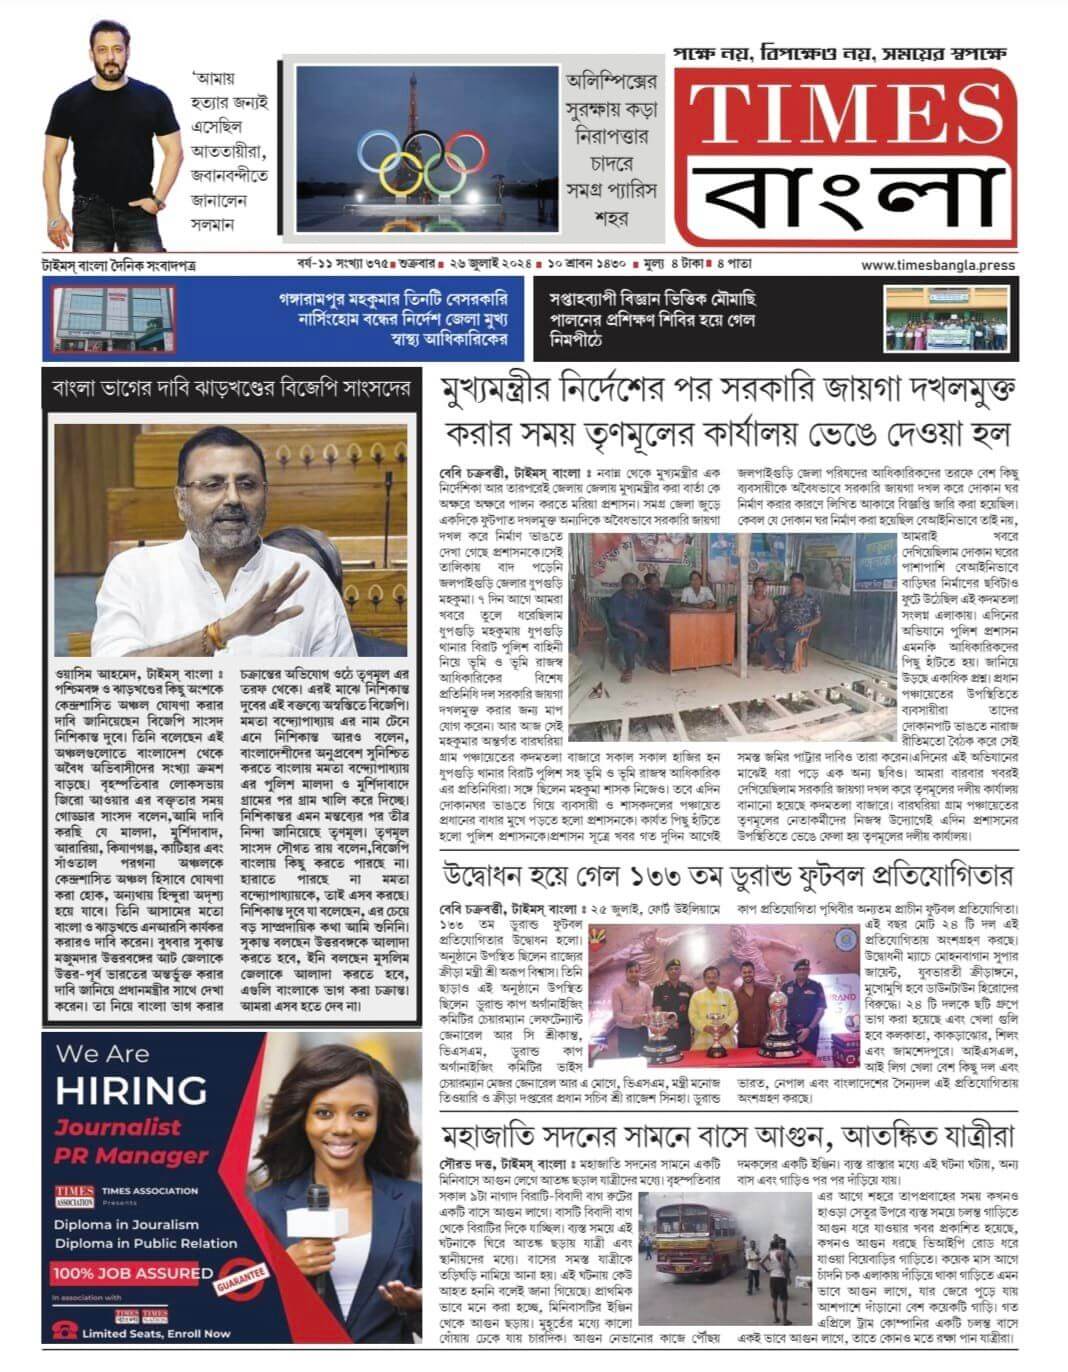 'আমায়
হত্যার জন্যই
এসেছিল
আততায়ীরা,
জবানবন্দীতে
জানালেন
সলমান
অলিম্পিক্সের
সুরক্ষায় কড়া
নিরাপত্তার
চাদরে
সমগ্র প্যারিস
শহর
পক্ষে নয়, বিপক্ষেও নয়, সময়ের স্বপক্ষে
TIMES
বাংলা
টাইমস্ বাংলা দৈনিক সংবাদপত্র
বর্ষ-১১ সংখ্যা ৩৭৫ ■ শুক্রবার ■ ২৬ জুলাই ২০২৪ ■ ১০ শ্রাবন ১৪৩০ ■ মুল্য ৪ টাকা ■ ৪ পাতা
www.timesbangla.press
গঙ্গারামপুর মহকুমার তিনটি বেসরকারি
নার্সিংহোম বন্ধের নির্দেশ জেলা মুখ্য
স্বাস্থ্য আধিকারিকের
সপ্তাহব্যাপী বিজ্ঞান ভিত্তিক মৌমাছি
পালনের প্রশিক্ষণ শিবির হয়ে গেল
নিমপীঠে
বাংলা ভাগের দাবি ঝাড়খণ্ডের বিজেপি সাংসদের
ওয়াসিম আহমেদ, টাইমস্ বাংলা ঃ
পশ্চিমবঙ্গ ও ঝাড়খণ্ডের কিছু অংশকে
কেন্দ্রশাসিত অঞ্চল ঘোষণা করার
দাবি জানিয়েছেন বিজেপি সাংসদ
নিশিকান্ত দুবে। তিনি বলেছেন এই
অঞ্চলগুলোতে বাংলাদেশ থেকে
অবৈধ অভিবাসীদের সংখ্যা ক্রমশ
বাড়ছে। বৃহস্পতিবার লোকসভায়
জিরো আওয়ার এর বক্তৃতার সময়
গোড্ডার সাংসদ বলেন,আমি দাবি
করছি যে মালদা, মুর্শিদাবাদ,
আরারিয়া, কিষাণগঞ্জ, কাটিহার এবং
সাঁওতাল পরগনা অঞ্চলকে
কেন্দ্রশাসিত অঞ্চল হিসাবে ঘোষণা
করা হোক, অন্যথায় হিন্দুরা অদৃশ্য
হয়ে যাবে। তিনি আসামের মতো
বাংলা ও ঝাড়খন্ডে এনআরসি কার্যকর
করারও দাবি করেন। বুধবার সুকান্ত
মজুমদার উত্তরবঙ্গের আট জেলাকে
উত্তর-পূর্ব ভারতের অন্তর্ভুক্ত করার
দাবি জানিয়ে প্রধানমন্ত্রীর সাথে দেখা
করেন। তা নিয়ে বাংলা ভাগ করার
চক্রান্তের অভিযোগ ওঠে তৃণমূল এর
তরফ থেকে। এরই মাঝে নিশিকান্ত
দুবের এই বক্তব্যে অস্বস্তিতে বিজেপি।
মমতা বন্দ্যোপাধ্যায় এর নাম টেনে
এনে নিশিকান্ত আরও বলেন,
বাংলাদেশীদের অনুপ্রবেশ সুনিশ্চিত
করতে বাংলায় মমতা বন্দ্যোপাধ্যায়
এর পুলিশ মালদা ও মুর্শিদাবাদে
গ্রামের পর গ্রাম খালি করে দিচ্ছে।
নিশিকান্তর এমন মন্তব্যের পর তীব্র
নিন্দা জানিয়েছে তৃণমূল। তৃণমূল
সাংসদ সৌগত রায় বলেন,বিজেপি
বাংলায় কিছু করতে পারছে না।
হারাতে পারছে না মমতা
বন্দ্যোপাধ্যায়কে, তাই এসব করছে।
নিশিকান্ত দুবে যা বলেছেন, এর চেয়ে
বড় সাম্প্রদায়িক কথা আমি শুনিনি।
সুকান্ত বলছেন উত্তরবঙ্গকে আলাদা
করতে হবে, ইনি বলছেন মুসলিম
জেলাকে আলাদা করতে হবে,
এগুলি বাংলাকে ভাগ করা চক্রান্ত।
আমরা এসব হতে দেব না।
মুখ্যমন্ত্রীর নির্দেশের পর সরকারি জায়গা দখলমুক্ত
করার সময় তৃণমূলের কার্যালয় ভেঙে দেওয়া হল
বেবি চক্রবর্ত্তী, টাইমস্ বাংলা ঃ নবান্ন থেকে মুখ্যমন্ত্রীর এক
নির্দেশিকা আর তারপরেই জেলায় জেলায় মুখ্যমন্ত্রীর করা বার্তা কে
অক্ষরে অক্ষরে পালন করতে মরিয়া প্রশাসন। সমগ্র জেলা জুড়ে
একদিকে ফুটপাত দখলমুক্ত অন্যদিকে অবৈধভাবে সরকারি জায়গা
দখল করে নির্মাণ ভাঙতে
দেখা গেছে প্রশাসনকে।সেই
তালিকায় বাদ পড়েনি
জলপাইগুড়ি জেলার ধুপগুড়ি
মহকুমা। ৭ দিন আগে আমরা
খবরে তুলে ধরেছিলাম
ধুপগুড়ি মহকুমায় ধুপগুড়ি
থানার বিরাট পুলিশ বাহিনী
নিয়ে ভূমি ও ভূমি রাজস্ব
আধিকারিকের বিশেষ
প্রতিনিধি দল সরকারি জায়গা
দখলমুক্ত করার জন্য মাপ
যোগ করেন। আর আজ সেই
মহকুমার অন্তর্গত বারঘরিয়া
গ্রাম পঞ্চায়েতের কদমতলা বাজারে সকাল সকাল হাজির হন
ধুপগুড়ি থানার বিরাট পুলিশ সহ ভূমি ও ভূমি রাজস্ব আধিকারিক
এর প্রতিনিধিরা। সঙ্গে ছিলেন মহকুমা শাসক নিজেও। তবে এদিন
দোকানঘর ভাঙতে গিয়ে ব্যবসায়ী ও শাসকদলের পঞ্চায়েত
প্রধানের বাধার মুখে পড়তে হলো প্রশাসনকে। কার্যত পিছু হাঁটতে
হলো পুলিশ প্রশাসনকে।প্রশাসন সূত্রে খবর গত দুদিন আগেই
জলপাইগুড়ি জেলা পরিষদের আধিকারিকদের তরফে বেশ কিছু
ব্যবসায়ীকে অবৈধভাবে সরকারি জায়গা দখল করে দোকান ঘর
নির্মাণ করার কারণে লিখিত আকারে বিজ্ঞপ্তি জারি করা হয়েছিল।
কেবল যে দোকান ঘর নির্মাণ করা হয়েছিল বেআইনিভাবে তাই নয়,
আমরাই খবরে
দেখিয়েছিলাম দোকান ঘরের
পাশাপাশি বেআইনিভাবে
বাড়িঘর নির্মাণের ছবিটাও
ফুটে উঠেছিল এই কদমতলা
সংলগ্ন এলাকায়। এদিনের
অভিযানে পুলিশ প্রশাসন
এমনকি আধিকারিকদের
পিছু হাঁটতে হয়। জানিয়ে
উড়ছে একাধিক প্রশ্ন। প্রধান
পঞ্চায়েতের উপস্থিতিতে
ব্যবসায়ীরা তাদের
দোকানপাট ভাঙতে নারাজ
রীতিমতো বৈঠক করে সেই
সমস্ত জমির পাট্টার দাবিও তারা করেন।এদিনের এই অভিযানের
মাঝেই ধরা পড়ে এক অন্য ছবিও। আমরা বারবার খবরই
দেখিয়েছিলাম সরকারি জায়গা দখল করে তৃণমূলের দলীয় কার্যালয়
বানানো হয়েছে কদমতলা বাজারে। বারঘরিয়া গ্রাম পঞ্চায়েতের
তৃণমূলের নেতাকর্মীদের নিজস্ব উদ্যোগেই এদিন প্রশাসনের
উপস্থিতিতে ভেঙে ফেলা হয় তৃণমূলের দলীয় কার্যালয়।
উদ্বোধন হয়ে গেল ১৩৩ তম ডুরান্ড ফুটবল প্রতিযোগিতার
বেবি চক্রবর্ত্তী, টাইমস্ বাংলা ঃ ২৫ জুলাই, ফোর্ট উইলিয়ামে
১৩৩ তম ডুরান্ড ফুটবল
প্রতিযোগিতার উদ্বোধন হলো।
অনুষ্ঠানে উপস্থিত ছিলেন রাজ্যের
ক্রীড়া মন্ত্রী শ্রী অরূপ বিশ্বাস। তিনি
ছাড়াও এই অনুষ্ঠানে উপস্থিত
ছিলেন ডুরান্ড কাপ অর্গানাইজিং
কমিটির চেয়ারম্যান লেফটেন্যান্ট
জেনারেল আর সি শ্রীকান্ত,
ভিএসএম, ডুরান্ড কাপ
অর্গানাইজিং কমিটির ভাইস
চেয়ারম্যান মেজর জেনারেল আর এ মোগে, ভিএসএম, মন্ত্রী মনোজ
তিওয়ারি ও ক্রীড়া দপ্তরের প্রধান সচিব শ্রী রাজেশ সিনহা। ডুরান্ড
কাপ প্রতিযোগিতা পৃথিবীর অন্যতম প্রাচীন ফুটবল প্রতিযোগিতা।
এই বছর মেটি ২৪ টি দল এই
প্রতিযোগিতায় অংশগ্রহণ করছে।
উদ্বোধনী ম্যাচে মোহনবাগান সুপার
জায়েন্ট, যুবভারতী ক্রীড়াঙ্গনে,
মুখোমুখি হবে ডাউনটাউন হিরোদের
বিরুদ্ধে। ২৪ টি দলকে ছটি গ্রুপে
ভাগ করা হয়েছে এবং খেলা গুলি
হবে কলকাতা, কাকড়াঝোর, শিলং
এবং জামশেদপুরে। আইএসএল,
আই লিগ খেলা বেশ কিছু দল এবং
ভারত, নেপাল এবং বাংলাদেশের সৈন্যদল এই প্রতিযোগিতায়
অংশগ্রহণ করছে।
মহাজাতি সদনের সামনে বাসে আগুন, আতঙ্কিত যাত্রীরা
সৌরভ দত্ত, টাইমস্ বাংলা ঃ মহাজাতি সদনের সামনে একটি
মিনিবাসে আগুন লেগে আতঙ্ক ছড়াল যাত্রীদের মধ্যে। বৃহস্পতিবার
সকাল ৯টা নাগাদ বিরাটি-বিবাদী বাগ রুটের
একটি বাসে আগুন লাগে। বাসটি বিবাদী বাগ
থেকে বিরাটির দিকে যাচ্ছিল। ব্যস্ত সময়ে এই
ঘটনাকে ঘিরে আতঙ্ক ছড়ায় যাত্রী এবং
স্থানীয়দের মধ্যে। বাসের সমস্ত যাত্রীকে
তড়িঘড়ি নামিয়ে আনা হয়। এই ঘটনায় কেউ
আহত হননি বলেই জানা গিয়েছে। প্রাথমিক
ভাবে মনে করা হচ্ছে, মিনিবাসটির ইঞ্জিন
থেকে আগুন ছড়ায়। মুহূর্তের মধ্যে কালো
ধোঁয়ায় ঢেকে যায় চারদিক। আগুন নেভানোর কাজে পৌঁছয়
দমকলের একটি ইঞ্জিন। ব্যস্ত রাস্তার মধ্যে এই ঘটনা ঘটায়, অন্য
বাস এবং গাড়িও পর পর দাঁড়িয়ে যায়।
এর আগে শহরে তাপপ্রবাহের সময় কখনও
হাওড়া সেতুর উপরে ব্যস্ত সময়ে চলন্ত গাড়িতে
আগুন ধরে যাওয়ার খবর প্রকাশিত হয়েছে,
কখনও আগুন ধরছে ভিআইপি রোড ধরে
যাওয়া বিয়েবাড়ির গাড়িতে। কয়েক মাস আগে
চাঁদনি চক এলাকায় দাঁড়িয়ে থাকা গাড়িতে এমন
ভাবে আগুন লাগে, যার জেরে পুড়ে যায়
আশপাশে দাঁড়ানো বেশ কয়েকটি গাড়ি। গত
এপ্রিলে ট্রাম কোম্পানির একটি চলন্ত বাসে
একই ভাবে আগুন লাগে, তাতে কোনও মতে রক্ষা পান যাত্রীরা।
We Are
HIRING
Journalist
PR Manager
TIMES
ASSOCIATION
TIMES ASSOCIATION
Presents
Diploma in Jouralism
Diploma in Public Relation
100% JOB ASSURED
GUARANTEE
In association with
TIMES
বাংলা
TIMES
NATION
Limited Seats, Enroll Now